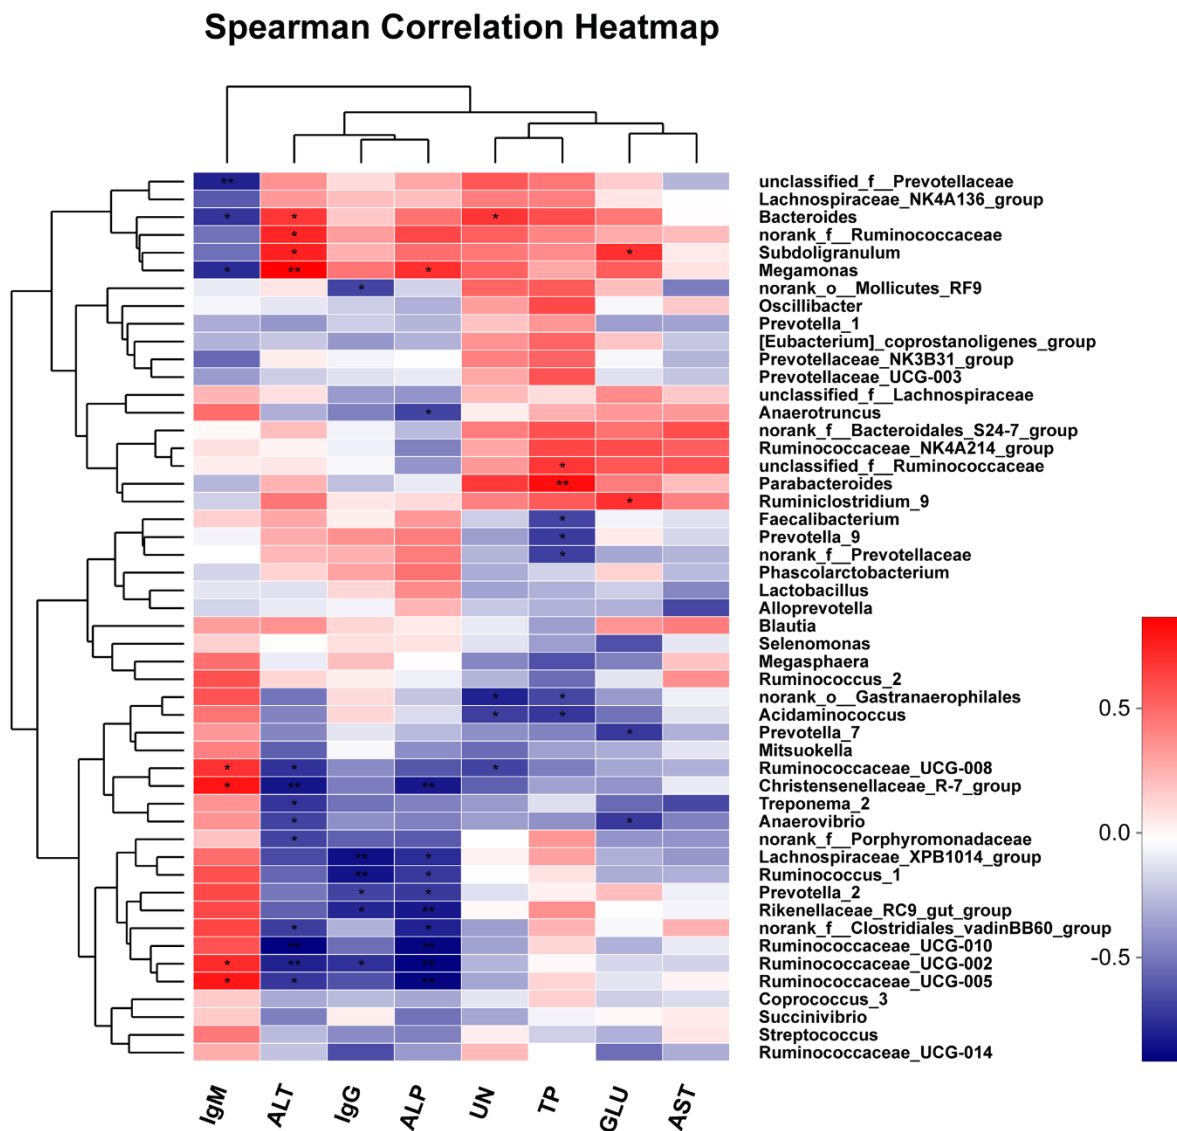 Spearman Correlation Heatmap
** unclassified_f__Prevotellaceae
Lachnospiraceae_NK4A136_group
* * * Bacteroides
* norank_f__Ruminococcaceae
* * Subdoligranulum
* ** * Megamonas
* norank_o__Mollicutes_RF9
Oscillibacter
Prevotella_1
[Eubacterium]_coprostanoligenes_group
Prevotellaceae_NK3B31_group
Prevotellaceae_UCG-003
unclassified_f__Lachnospiraceae
* Anaerotruncus
norank_f__Bacteroidales_S24-7_group
Ruminococcaceae_NK4A214_group
* unclassified_f__Ruminococcaceae
** Parabacteroides
* Ruminiclostridium_9
* Faecalibacterium
* Prevotella_9
* norank_f__Prevotellaceae
Phascolarctobacterium
Lactobacillus
Alloprevotella
Blautia
Selenomonas
Megasphaera
Ruminococcus_2
* * norank_o__Gastranaerophilales
* * Acidaminococcus
* Prevotella_7
Mitsuokella
* * * Ruminococcaceae_UCG-008
* ** ** Christensenellaceae_R-7_group
* Treponema_2
* * Anaerovibrio
* norank_f__Porphyromonadaceae
** * Lachnospiraceae_XPB1014_group
** * Ruminococcus_1
* * Prevotella_2
* ** Rikenellaceae_RC9_gut_group
* * norank_f__Clostridiales_vadinBB60_group
** ** Ruminococcaceae_UCG-010
* ** * ** Ruminococcaceae_UCG-002
* * ** Ruminococcaceae_UCG-005
Coprococcus_3
Succinivibrio
Streptococcus
Ruminococcaceae_UCG-014
IgM ALT IgG ALP UN TP GLU AST
0.5
0.0
-0.5